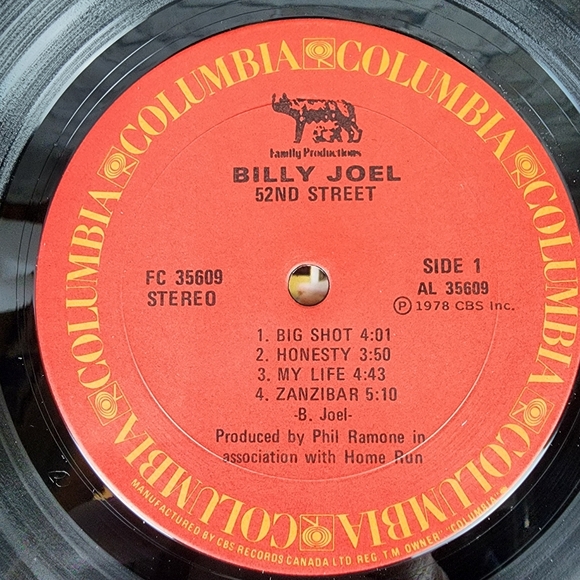 COLUMBIA COLUMBIA COLUMBIA COLUMBIA COLUMBIA COLUMBIA COLUMBIA COLUMBIA
Family Productions
BILLY JOEL
52ND STREET
FC 35609
STEREO
SIDE 1
AL 35609
Ⓟ 1978 CBS Inc.
1. BIG SHOT 4:01
2. HONESTY 3:50
3. MY LIFE 4:43
4. ZANZIBAR 5:10
-B. Joel-
Produced by Phil Ramone in
association with Home Run
MANUFACTURED BY CBS RECORDS CANADA LTD REG. T.M. OWNER "COLUMBIA"